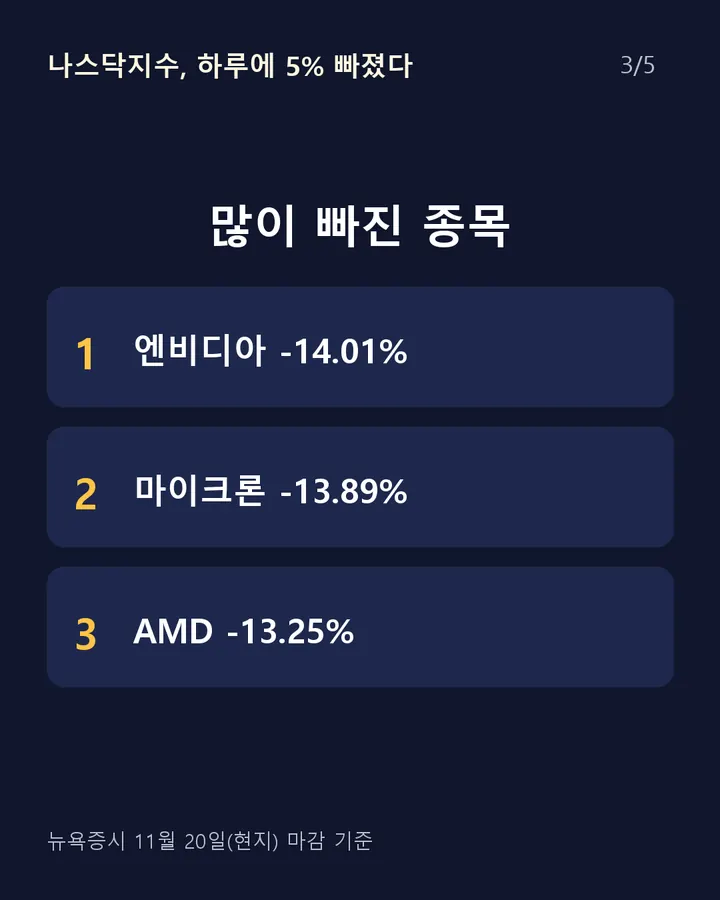 나스닥지수, 하루에 5% 빠졌다
3/5
많이 빠진 종목
1 엔비디아 -14.01%
2 마이크론 -13.89%
3 AMD -13.25%
뉴욕증시 11월 20일(현지) 마감 기준